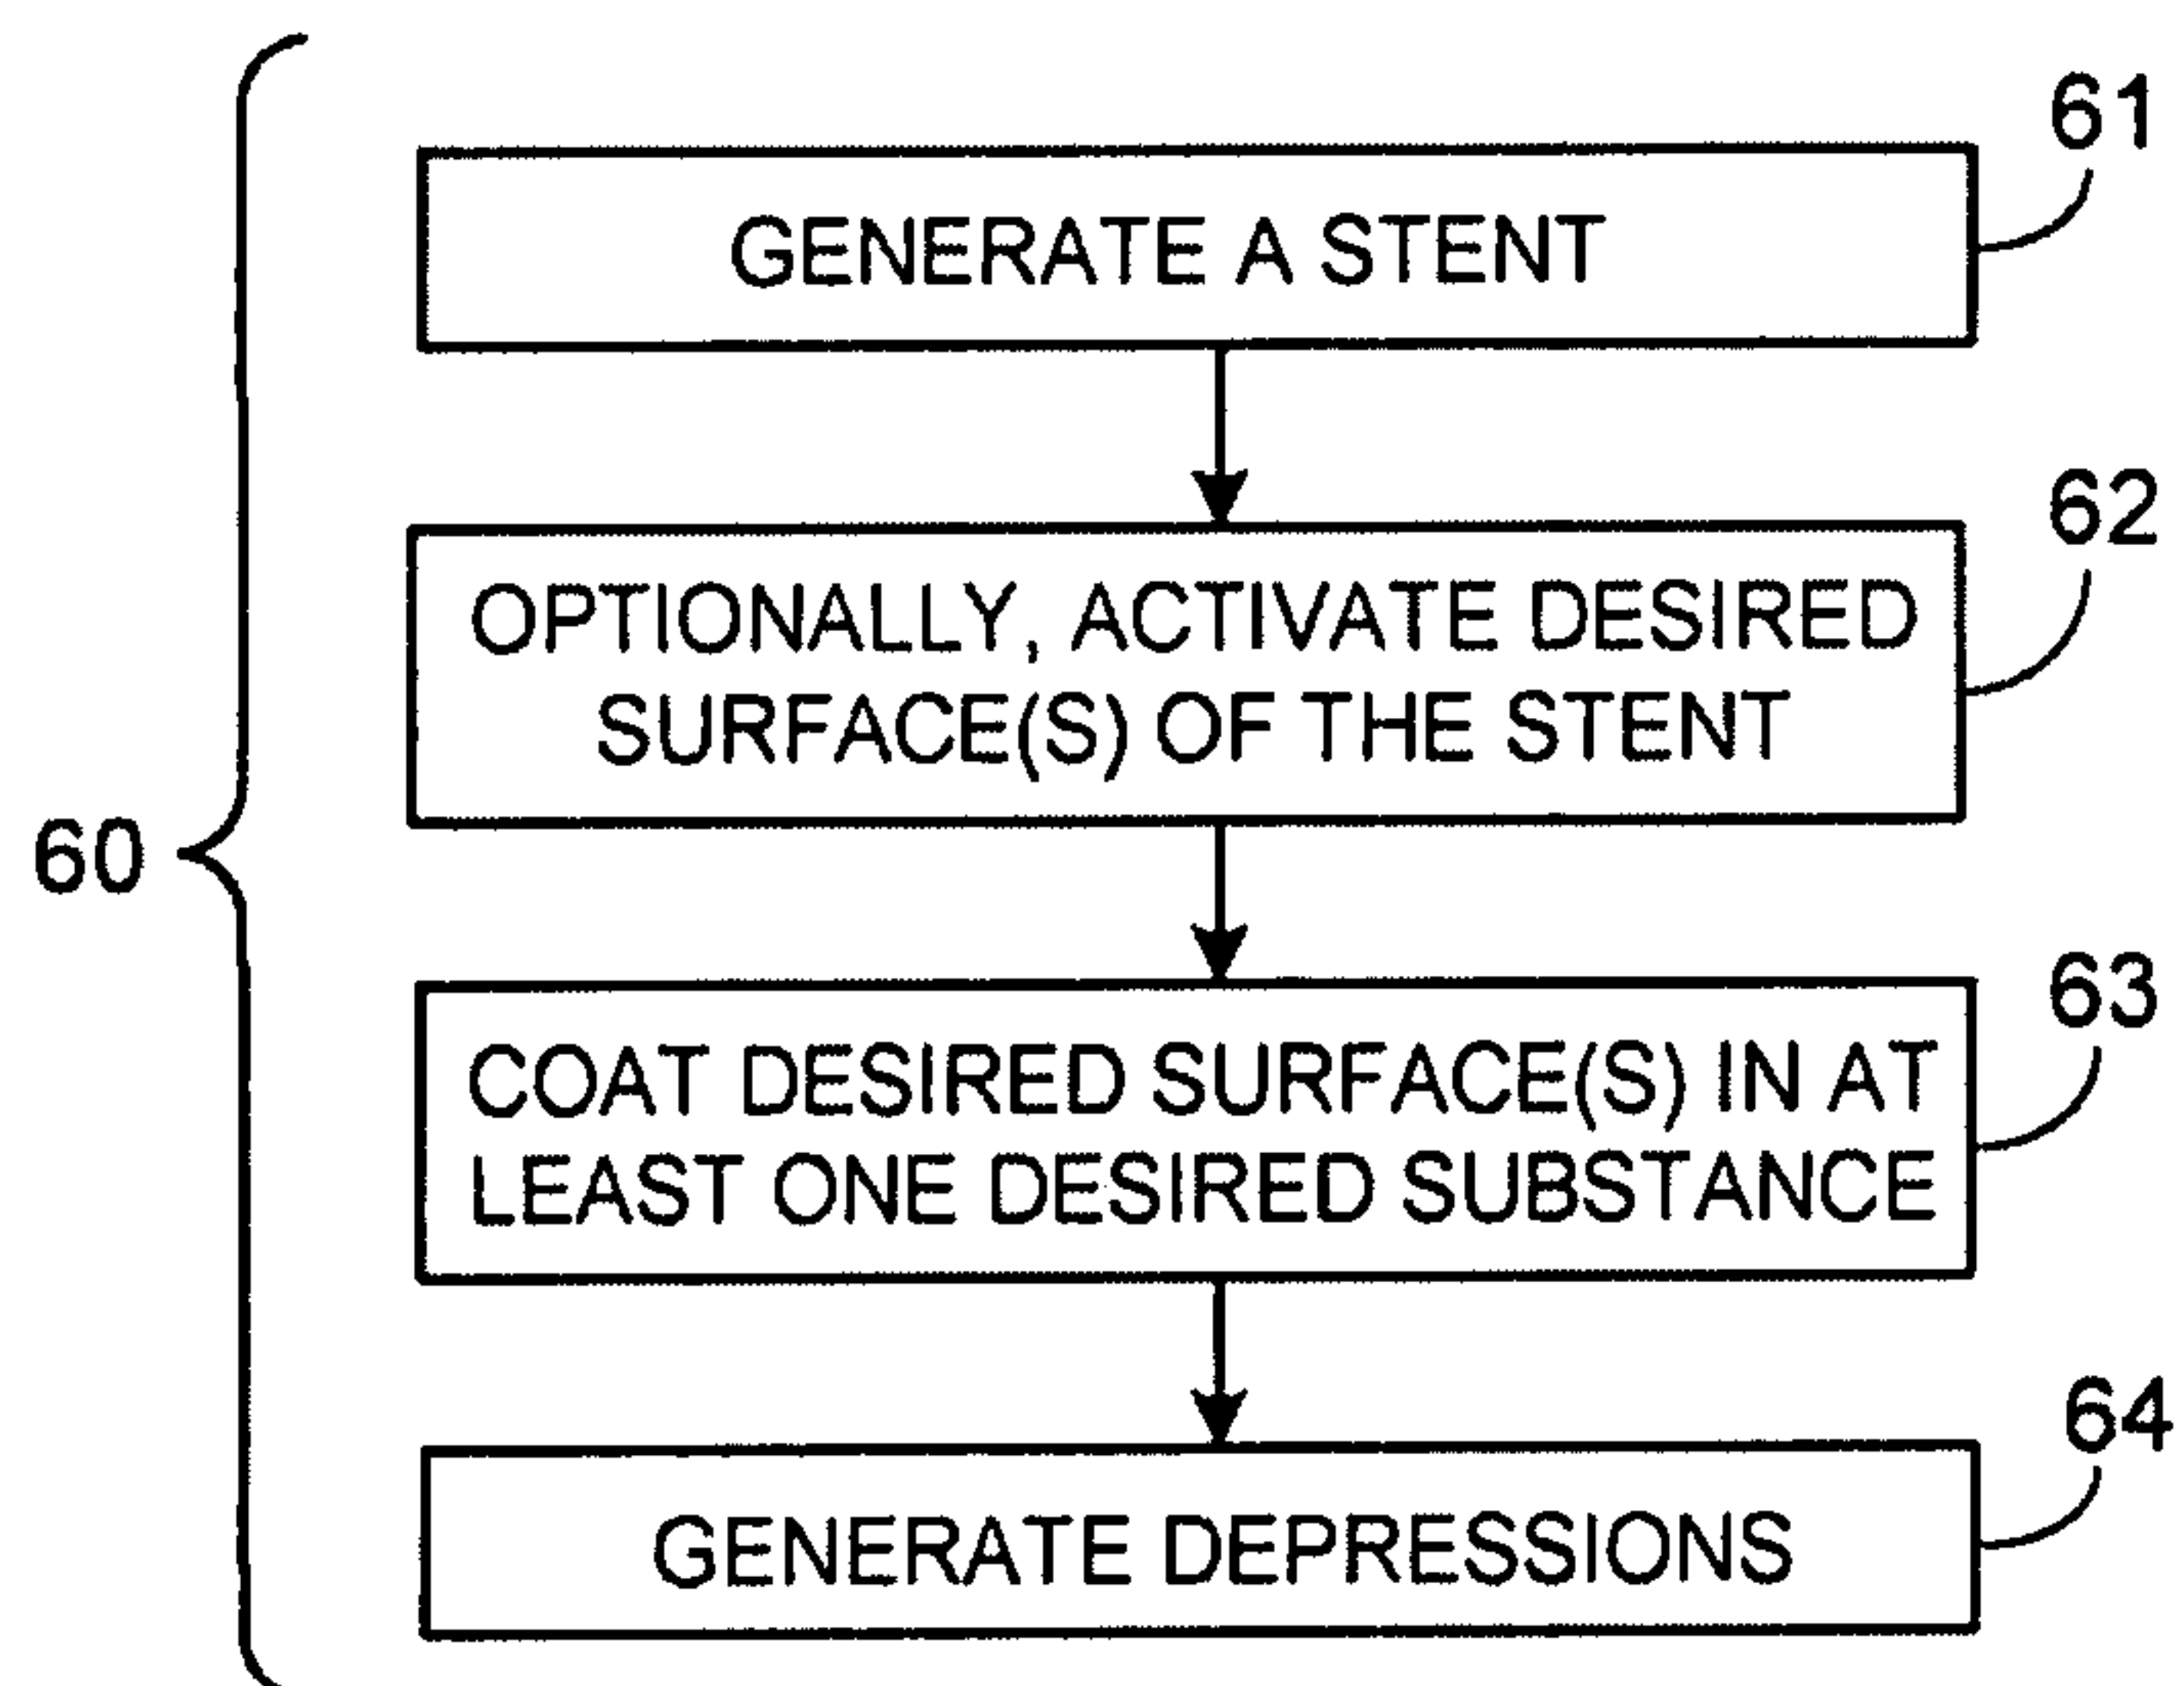 61
GENERATE A STENT
62
OPTIONALLY, ACTIVATE DESIRED
SURFACE(S) OF THE STENT
60
63
COAT DESIRED SURFACE(S) IN AT
LEAST ONE DESIRED SUBSTANCE
64
GENERATE DEPRESSIONS